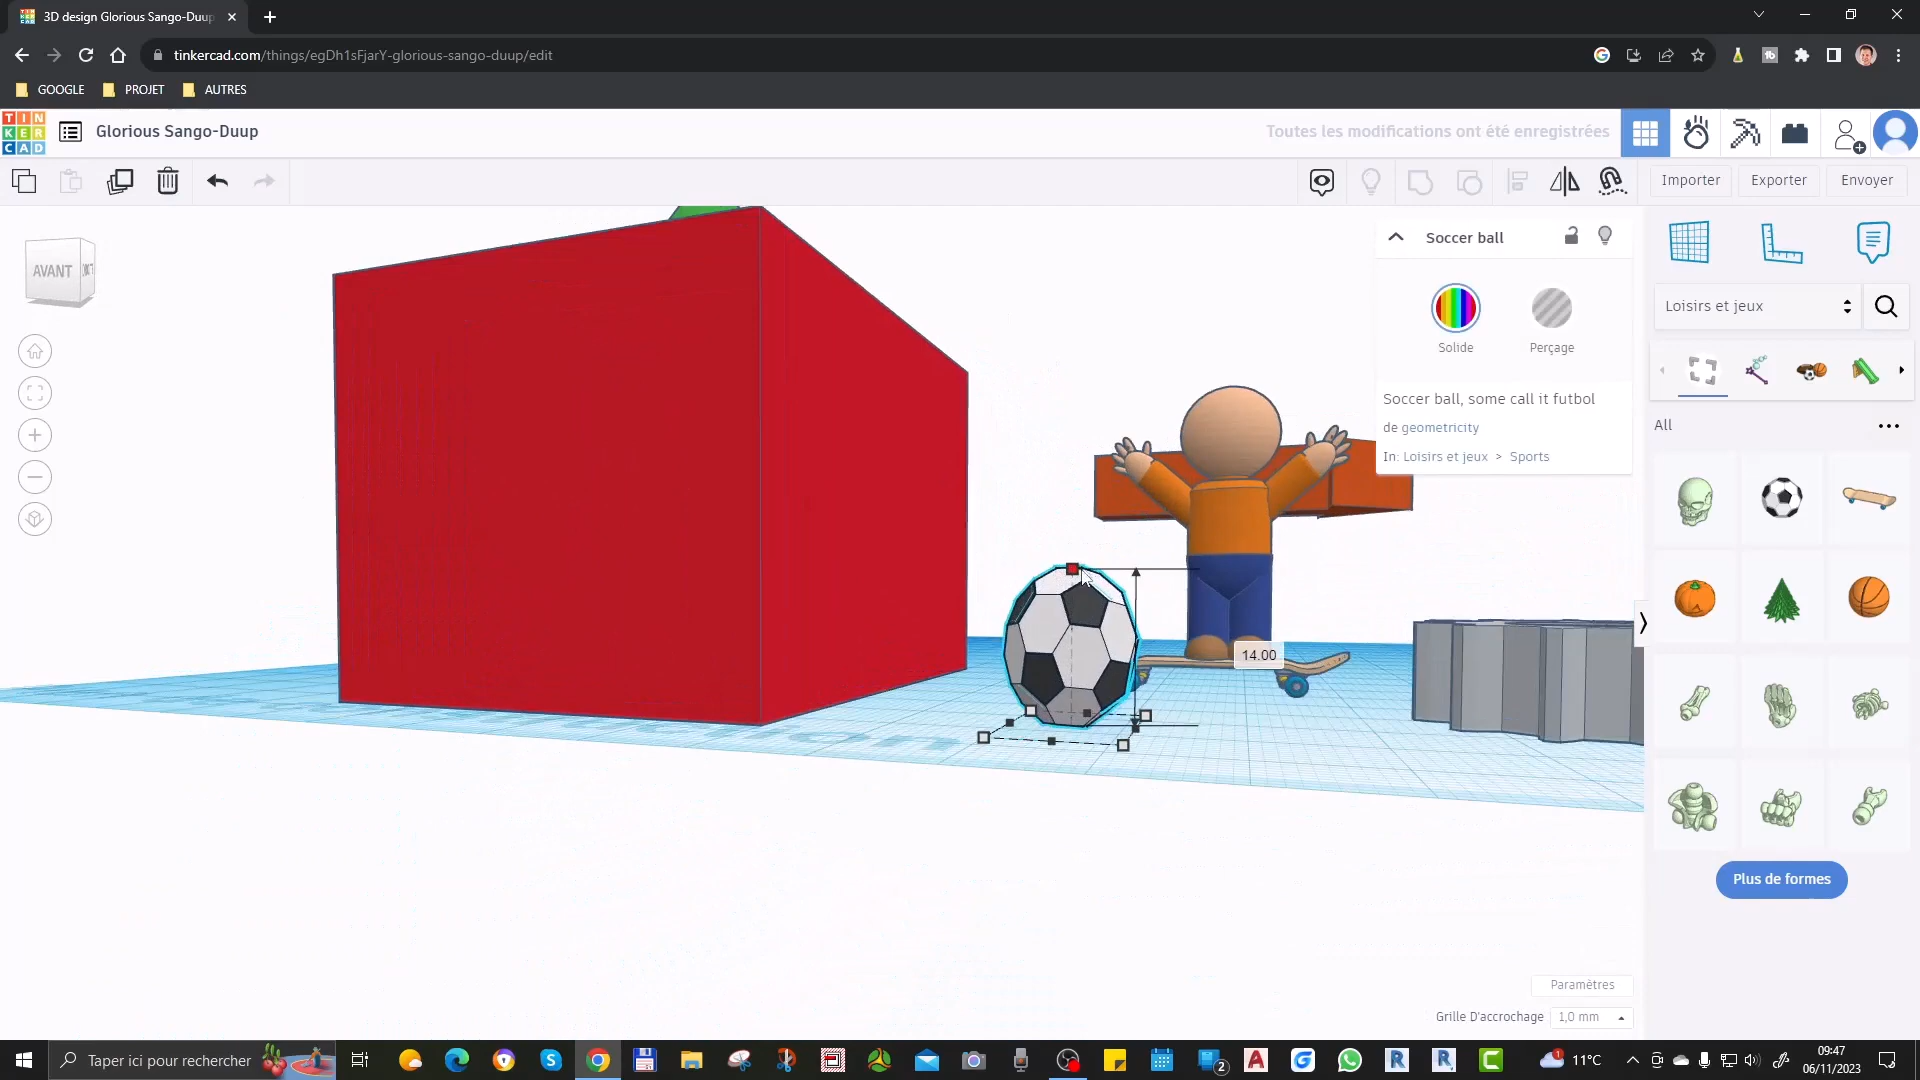 3D design Glorious Sango-Duup
tinkercad.com/things/egDh1sFjarY-glorious-sango-duup/edit
GOOGLE PROJET AUTRES
TIN
KER
CAD
Glorious Sango-Duup
Toutes les modifications ont été enregistrées
Importer Exporter Envoyer
AVANT
Soccer ball
Solide Perçage
Soccer ball, some call it futbol
de geometricity
In: Loisirs et jeux > Sports
Loisirs et jeux
All
14.00
Plus de formes
Paramètres
Grille D'accrochage 1,0 mm
Taper ici pour rechercher
2
1
11°C
09:47
06/11/2023